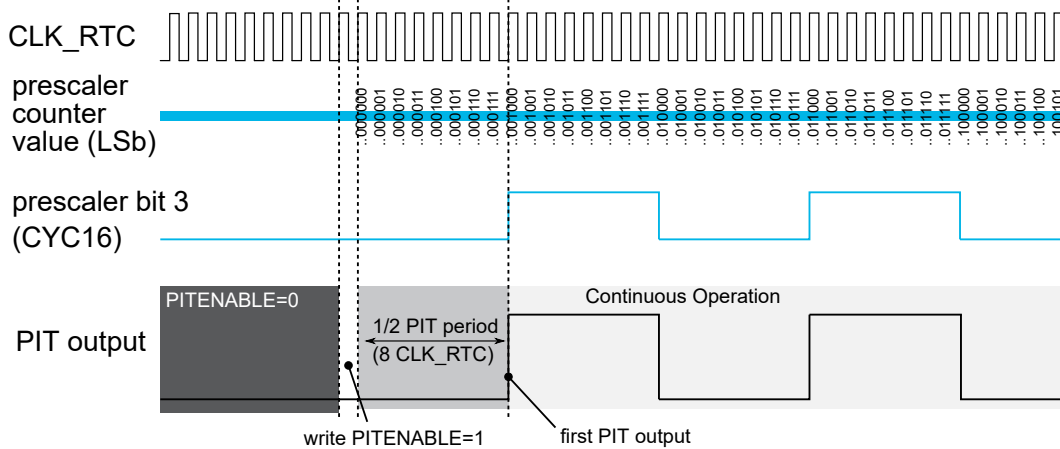 CLK_RTC
prescaler
counter
value (LSb)
..000000
..000001
..000010
..000011
..000100
..000101
..000110
..000111
..001000
..001001
..001010
..001011
..001100
..001101
..001110
..001111
..010000
..010001
..010010
..010011
..010100
..010101
..010110
..010111
..011000
..011001
..011010
..011011
..011100
..011101
..011110
..011111
..100000
..100001
..100010
..100011
..100100
..100101
prescaler bit 3
(CYC16)
PITENABLE=0
Continuous Operation
PIT output
1/2 PIT period
(8 CLK_RTC)
write PITENABLE=1
first PIT output